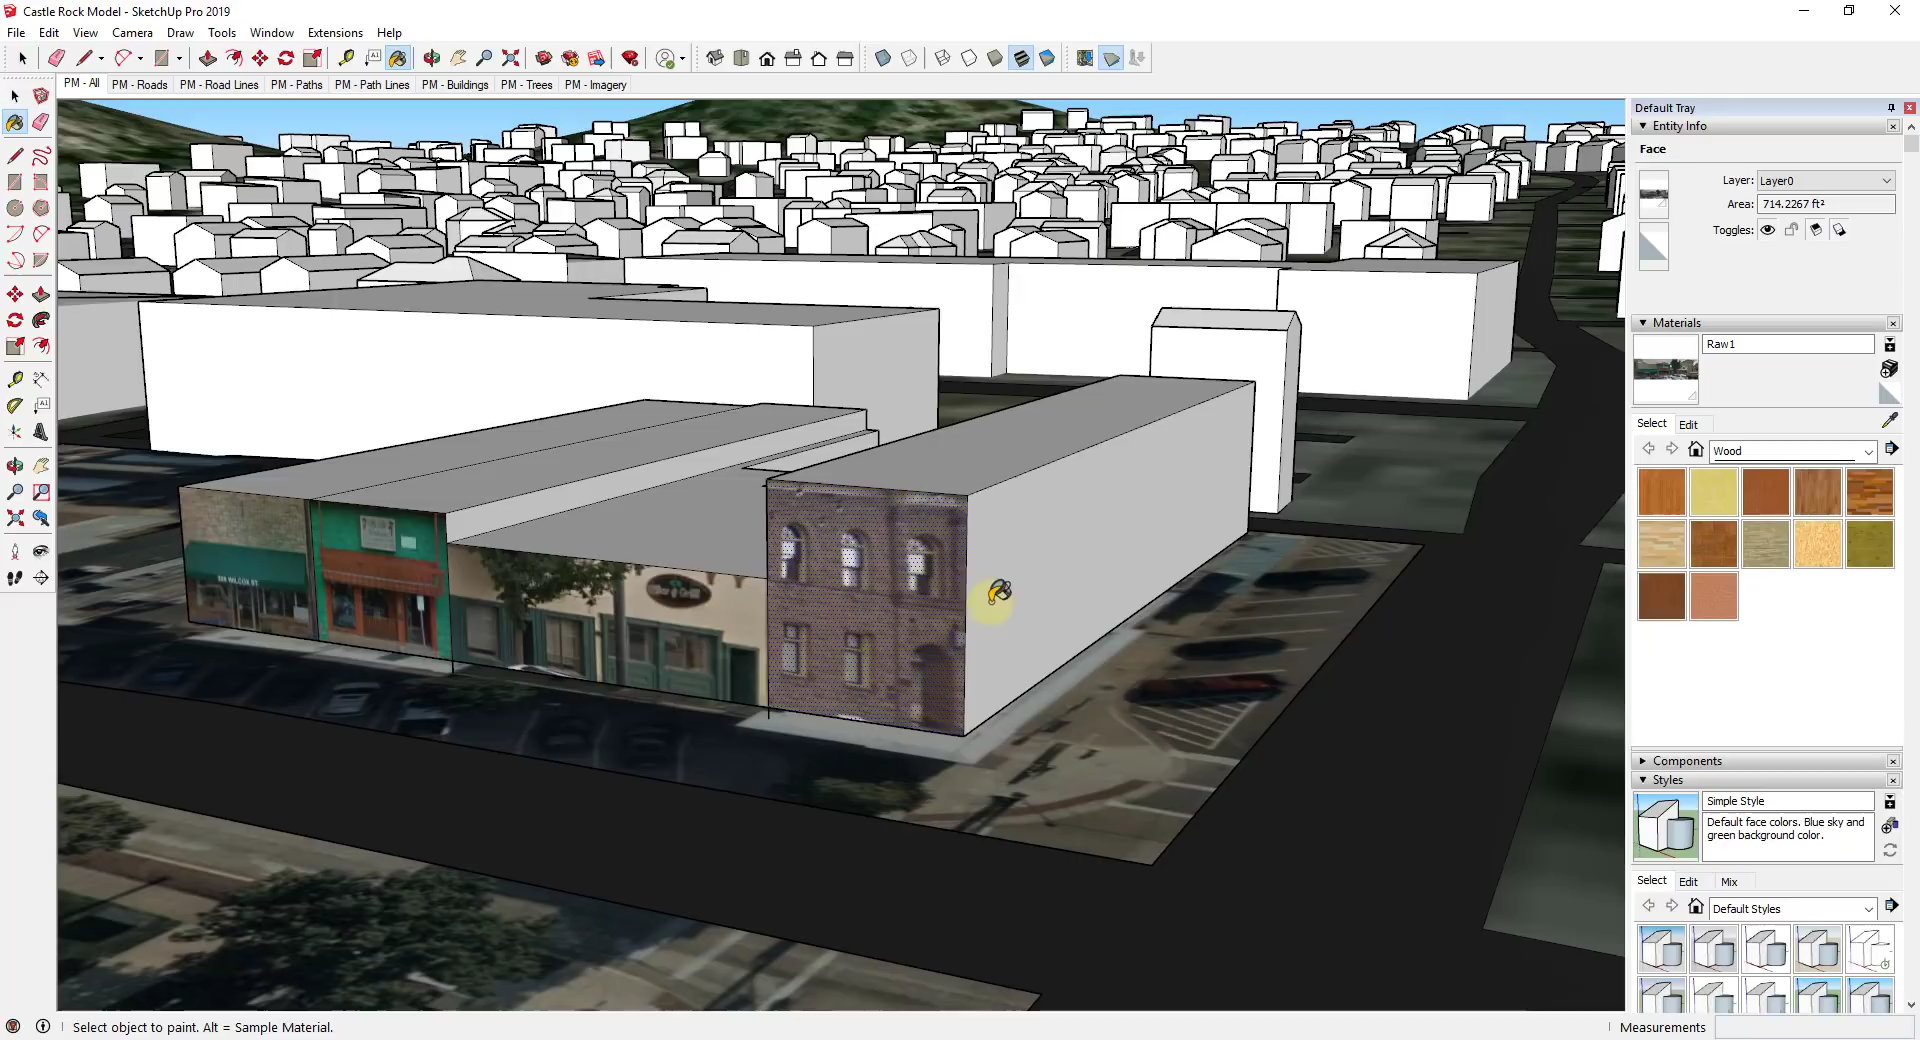 Castle Rock Model - SketchUp Pro 2019
File Edit View Camera Draw Tools Window Extensions Help
PM - All PM - Roads PM - Road Lines PM - Paths PM - Path Lines PM - Buildings PM - Trees PM - Imagery
Default Tray
Entity Info
Face
Layer: Layer0
Area: 714.2267 ft²
Toggles:
Materials
Raw1
Select Edit
Wood
Components
Styles
Simple Style
Default face colors. Blue sky and
green background color.
Select Edit Mix
Default Styles
WILCOX ST.
Select object to paint. Alt = Sample Material.
Measurements